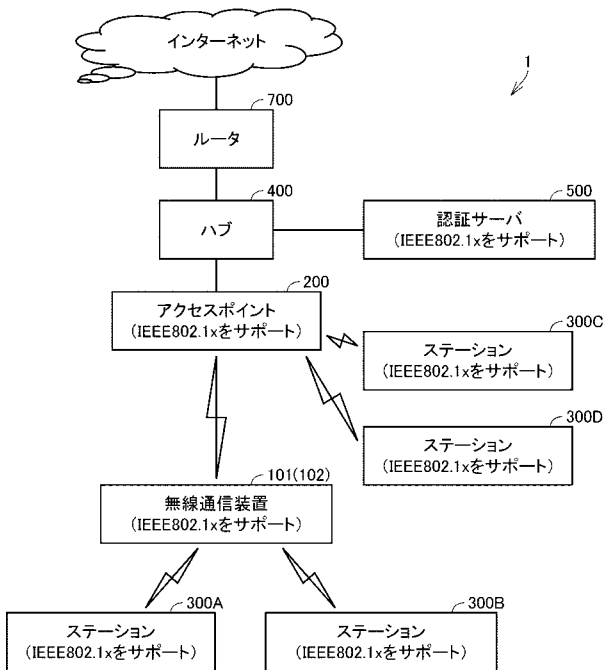 インターネット
1
700
ルータ
400
ハブ
500
認証サーバ
(IEEE802.1xをサポート)
200
アクセスポイント
(IEEE802.1xをサポート)
300C
ステーション
(IEEE802.1xをサポート)
300D
ステーション
(IEEE802.1xをサポート)
101(102)
無線通信装置
(IEEE802.1xをサポート)
300A
ステーション
(IEEE802.1xをサポート)
300B
ステーション
(IEEE802.1xをサポート)